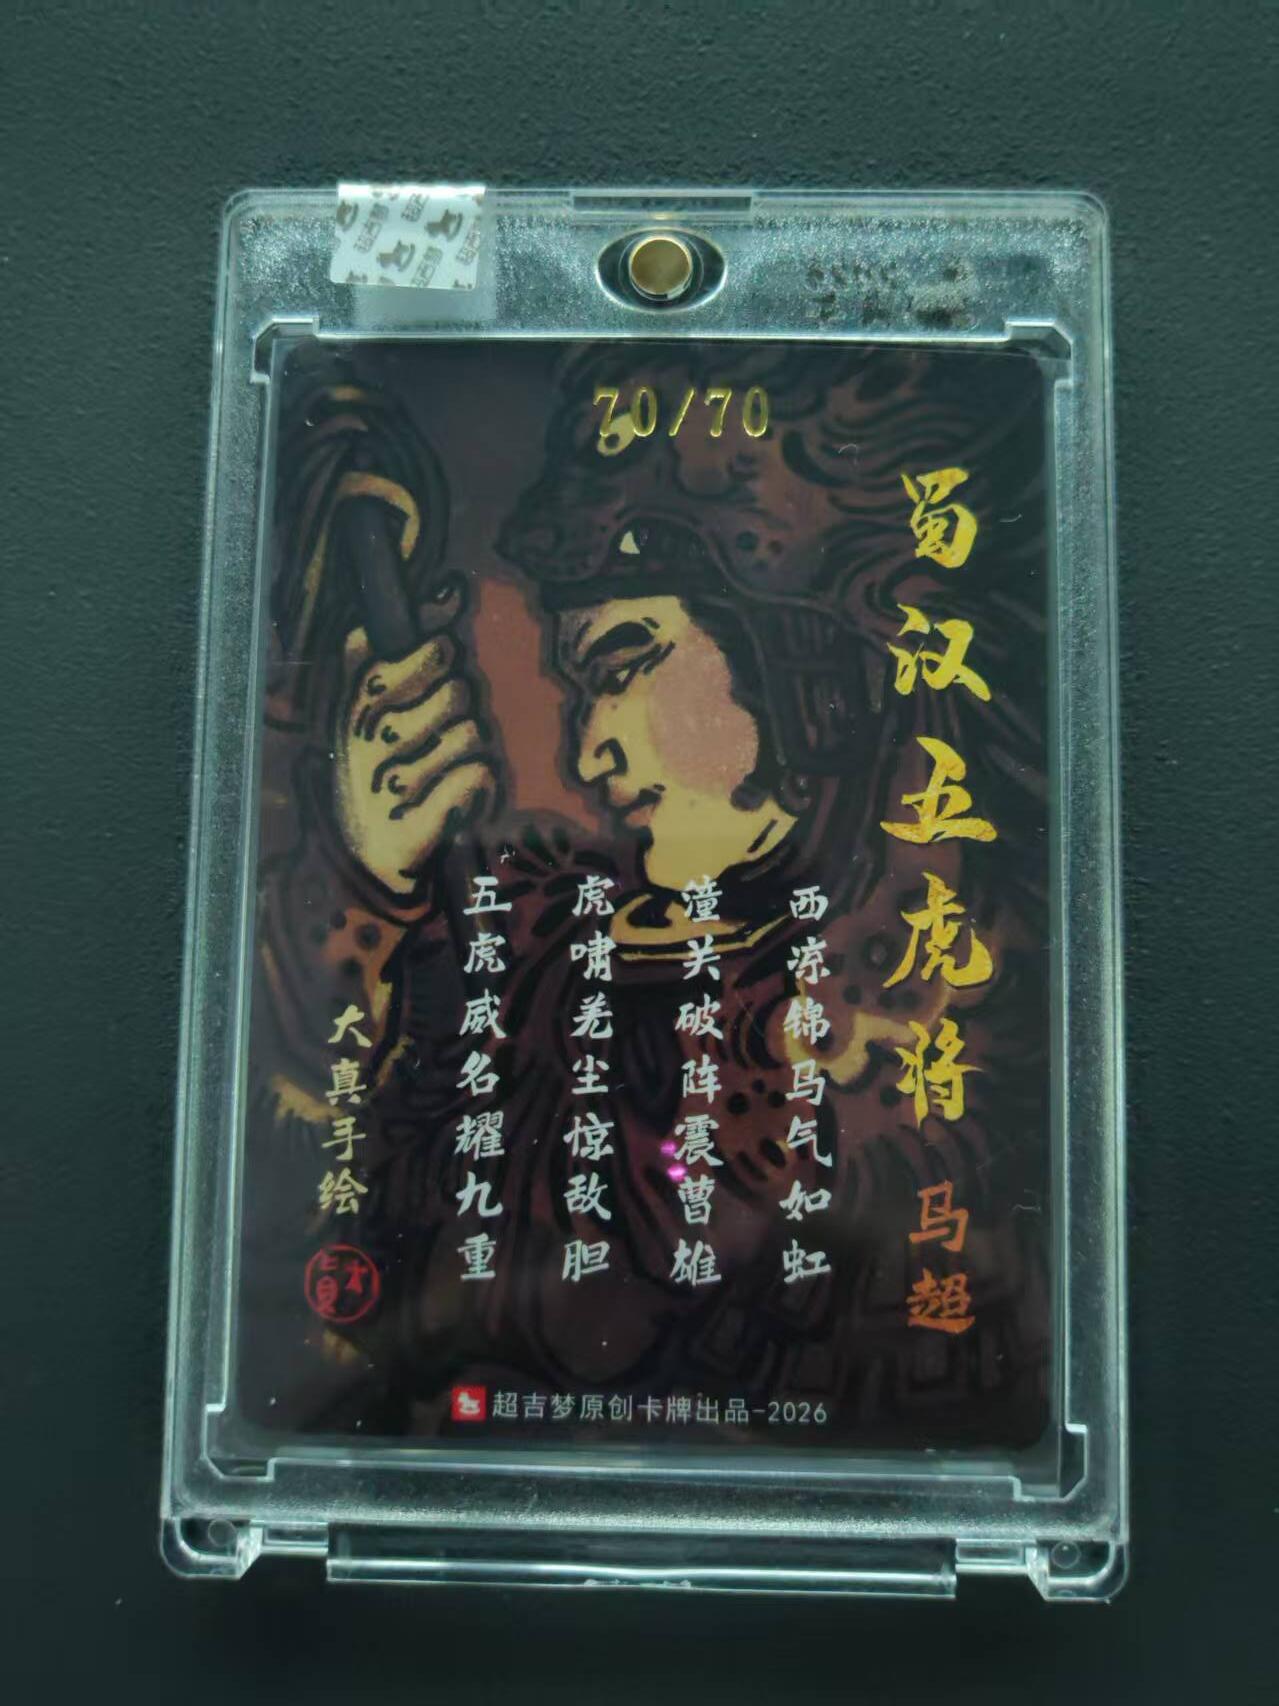 70/70
蜀汉五虎将 马超
西凉锦马气如虹
潼关破阵震曹雄
虎啸羌尘惊敌胆
五虎威名耀九重
大真手绘
超吉梦原创卡牌出品-2026